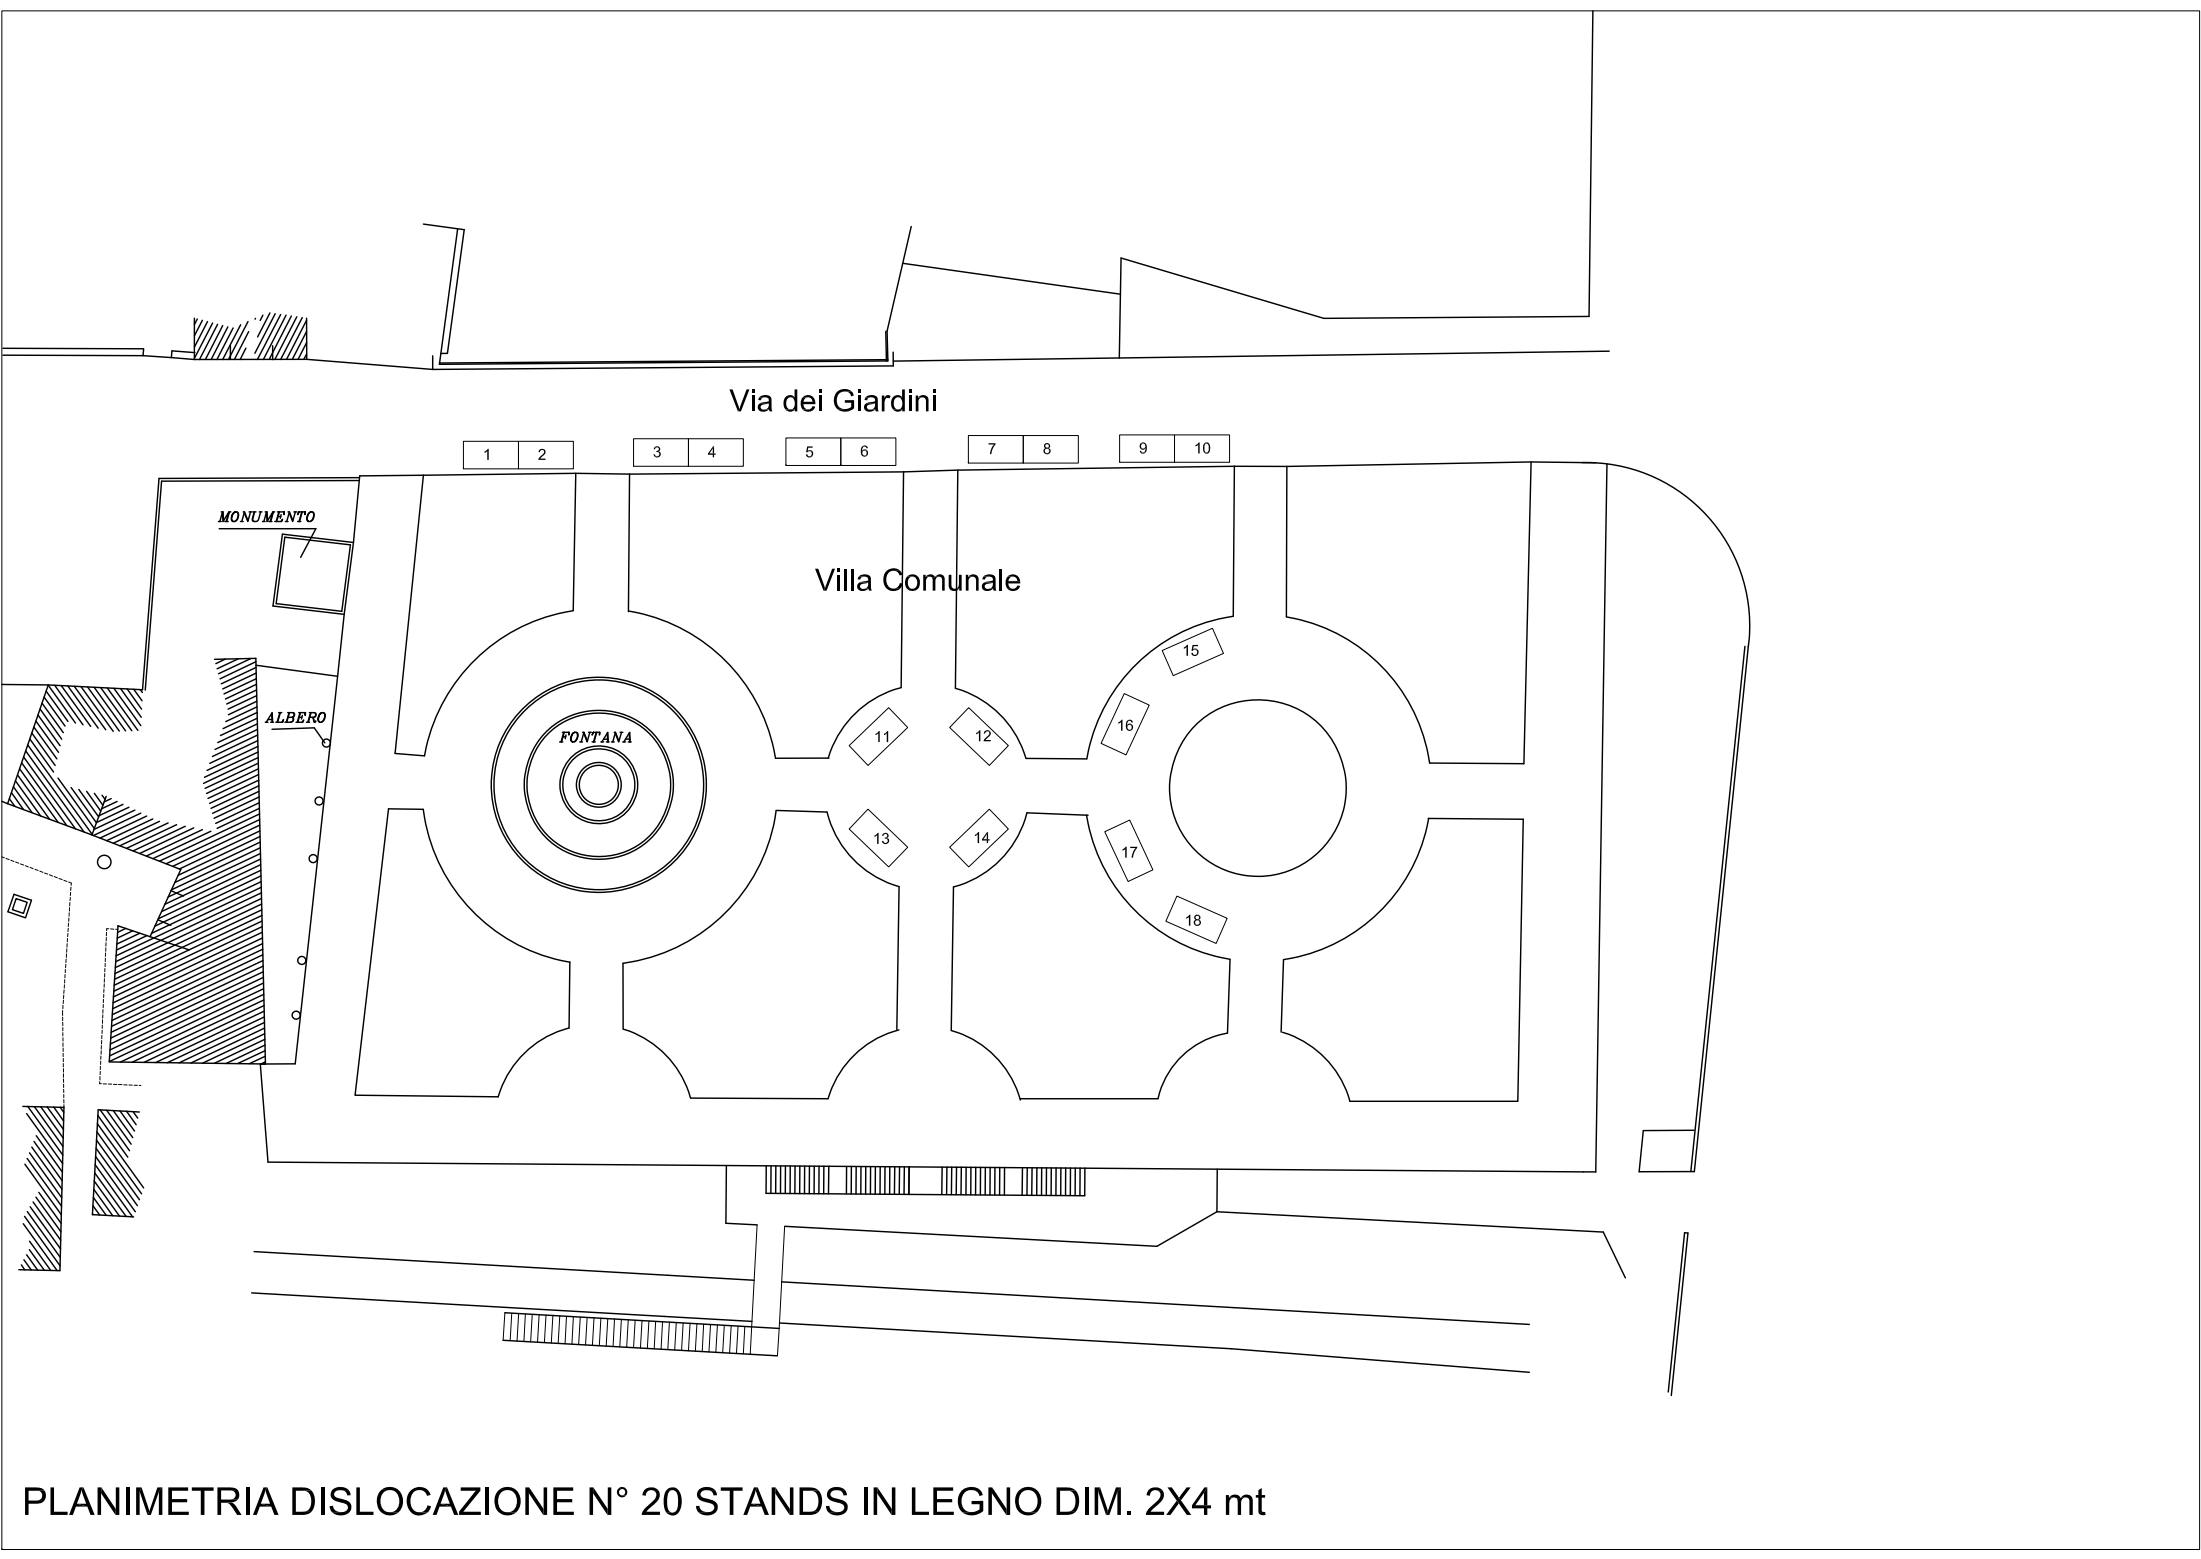 Via dei Giardini
1 2 3 4 5 6 7 8 9 10
MONUMENTO
Villa Comunale
15
ALBERO
16
FONTANA
11 12
13 14
17
18
PLANIMETRIA DISLOCAZIONE N° 20 STANDS IN LEGNO DIM. 2X4 mt